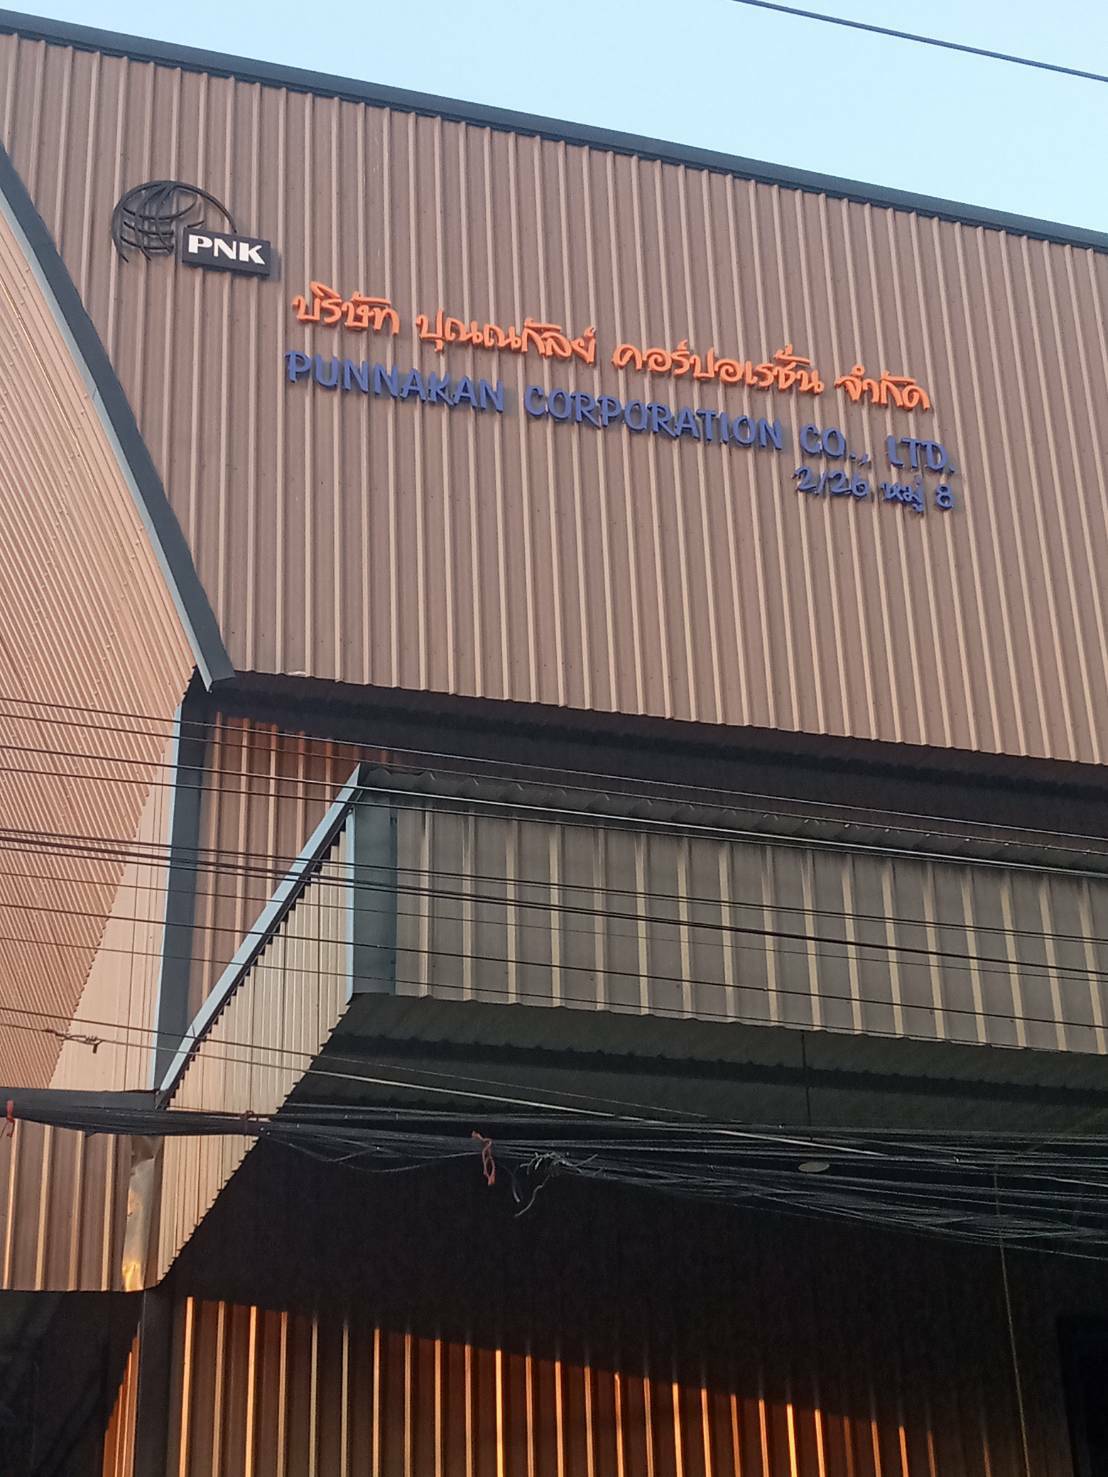 PNK
บริษัท ปุณณกัลย์ คอร์ปอเรชั่น จำกัด
PUNNAKAN CORPORATION CO., LTD.
2/26 หมู่ 8